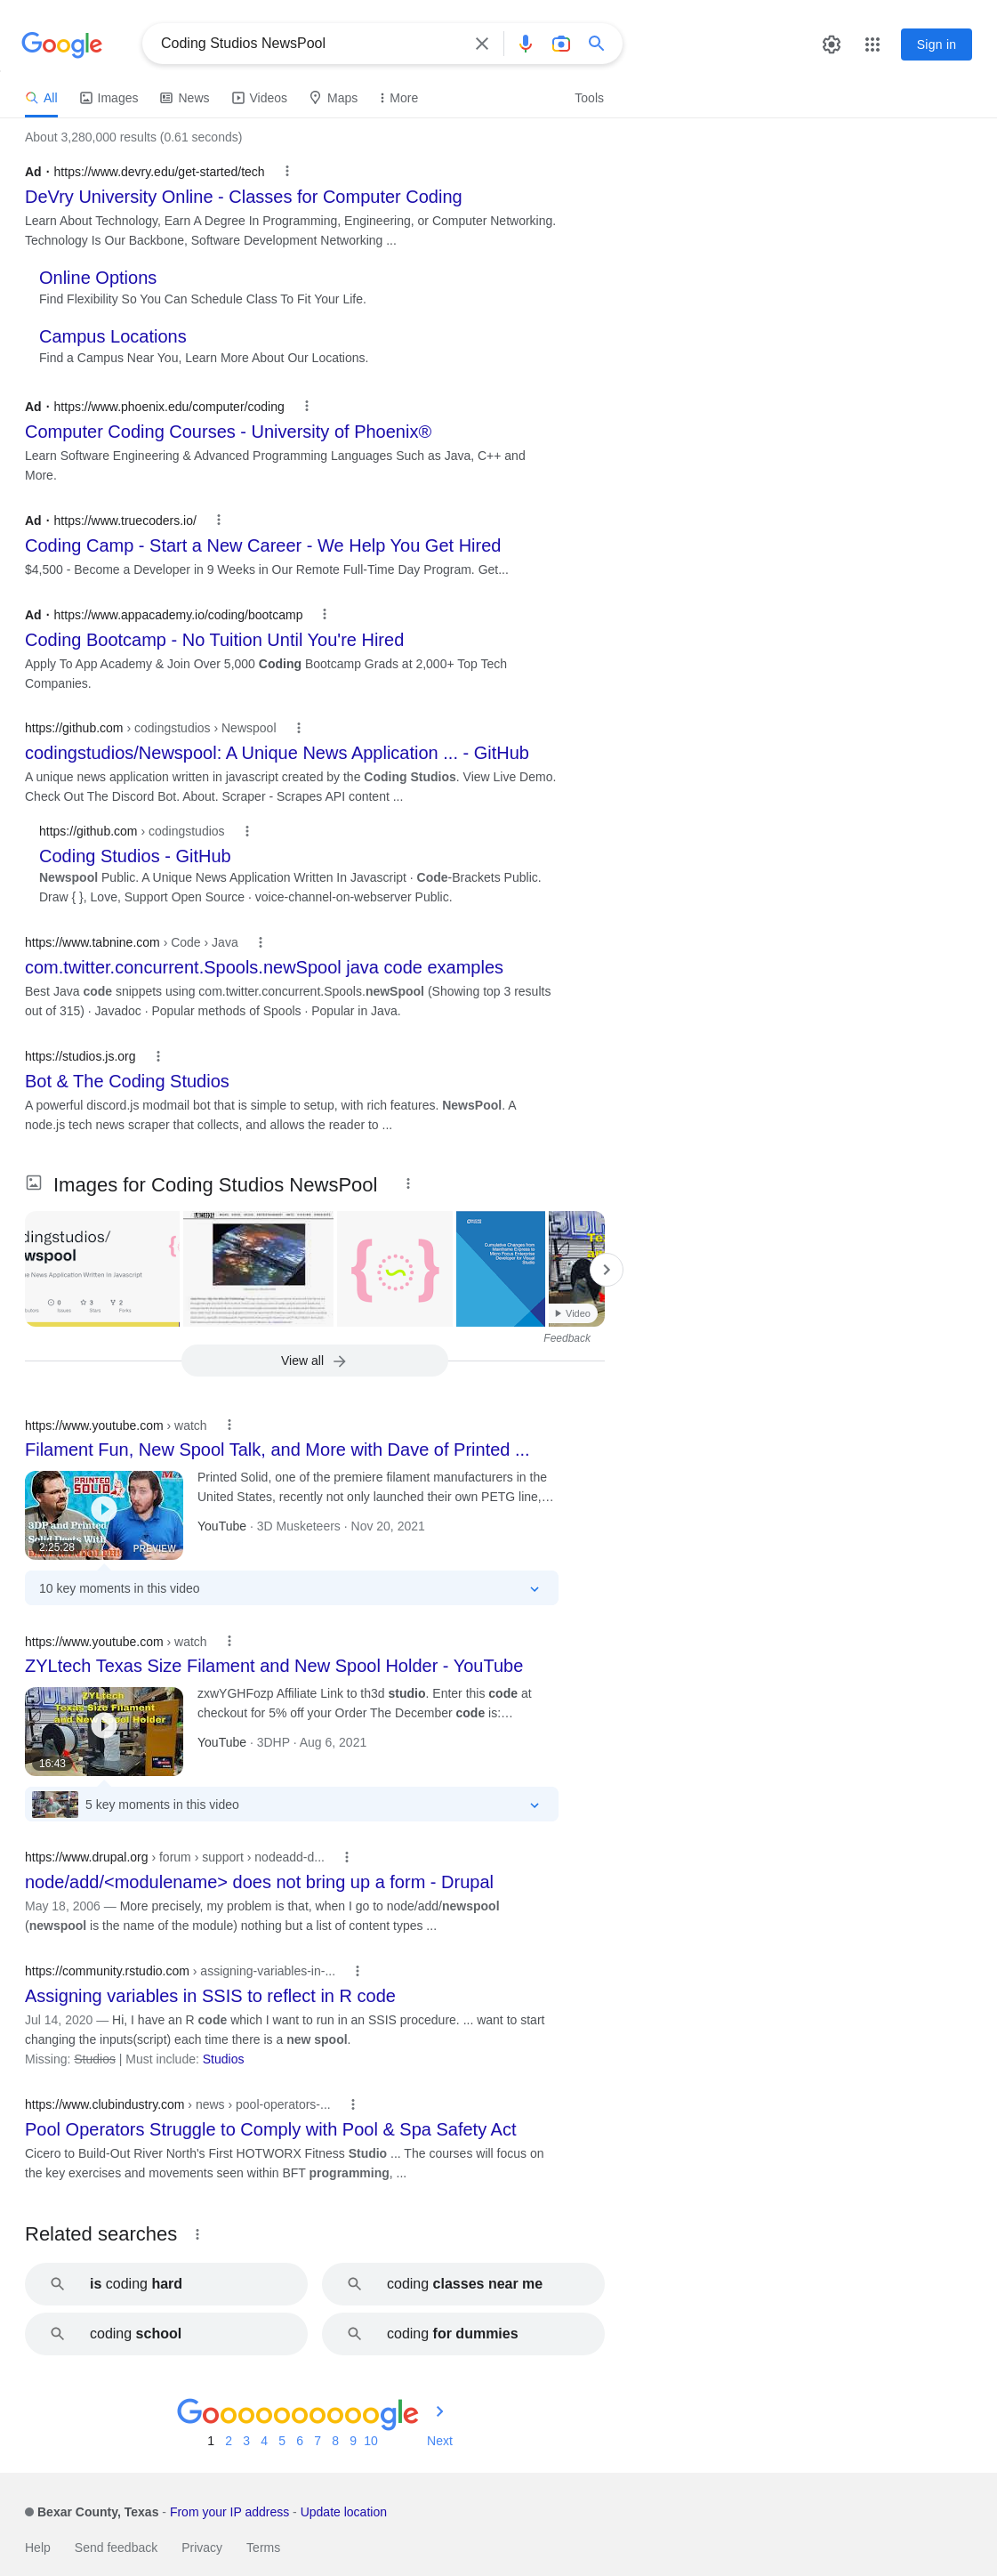 Google
Coding Studios NewsPool
Sign in
All
Images
News
Videos
Maps
More
Tools
About 3,280,000 results (0.61 seconds)
Ad · https://www.devry.edu/get-started/tech
DeVry University Online - Classes for Computer Coding
Learn About Technology, Earn A Degree In Programming, Engineering, or Computer Networking.
Technology Is Our Backbone, Software Development Networking ...
Online Options
Find Flexibility So You Can Schedule Class To Fit Your Life.
Campus Locations
Find a Campus Near You, Learn More About Our Locations.
Ad · https://www.phoenix.edu/computer/coding
Computer Coding Courses - University of Phoenix®
Learn Software Engineering & Advanced Programming Languages Such as Java, C++ and
More.
Ad · https://www.truecoders.io/
Coding Camp - Start a New Career - We Help You Get Hired
$4,500 - Become a Developer in 9 Weeks in Our Remote Full-Time Day Program. Get...
Ad · https://www.appacademy.io/coding/bootcamp
Coding Bootcamp - No Tuition Until You're Hired
Apply To App Academy & Join Over 5,000 Coding Bootcamp Grads at 2,000+ Top Tech
Companies.
https://github.com › codingstudios › Newspool
codingstudios/Newspool: A Unique News Application ... - GitHub
A unique news application written in javascript created by the Coding Studios. View Live Demo.
Check Out The Discord Bot. About. Scraper - Scrapes API content ...
https://github.com › codingstudios
Coding Studios - GitHub
Newspool Public. A Unique News Application Written In Javascript · Code-Brackets Public.
Draw { }, Love, Support Open Source · voice-channel-on-webserver Public.
https://www.tabnine.com › Code › Java
com.twitter.concurrent.Spools.newSpool java code examples
Best Java code snippets using com.twitter.concurrent.Spools.newSpool (Showing top 3 results
out of 315) · Javadoc · Popular methods of Spools · Popular in Java.
https://studios.js.org
Bot & The Coding Studios
A powerful discord.js modmail bot that is simple to setup, with rich features. NewsPool. A
node.js tech news scraper that collects, and allows the reader to ...
Images for Coding Studios NewsPool
dingstudios/
wspool
e News Application Written In Javascript
0
Issues
3
Stars
2
Forks
Cumulative Changes from
Mainframe Express to
Micro Focus Enterprise
Developer for Visual
Studio
Video
Feedback
View all
https://www.youtube.com › watch
Filament Fun, New Spool Talk, and More with Dave of Printed ...
PRINTED
SOLID
3DP and Printed
Solid Deets With
2:25:28
PREVIEW
Printed Solid, one of the premiere filament manufacturers in the
United States, recently not only launched their own PETG line,…
YouTube · 3D Musketeers · Nov 20, 2021
10 key moments in this video
https://www.youtube.com › watch
ZYLtech Texas Size Filament and New Spool Holder - YouTube
ZYLtech
Texas Size Filament
and New Spool Holder
16:43
zxwYGHFozp Affiliate Link to th3d studio. Enter this code at
checkout for 5% off your Order The December code is:…
YouTube · 3DHP · Aug 6, 2021
5 key moments in this video
https://www.drupal.org › forum › support › nodeadd-d...
node/add/<modulename> does not bring up a form - Drupal
May 18, 2006 — More precisely, my problem is that, when I go to node/add/newspool
(newspool is the name of the module) nothing but a list of content types ...
https://community.rstudio.com › assigning-variables-in-...
Assigning variables in SSIS to reflect in R code
Jul 14, 2020 — Hi, I have an R code which I want to run in an SSIS procedure. ... want to start
changing the inputs(script) each time there is a new spool.
Missing: Studios | Must include: Studios
https://www.clubindustry.com › news › pool-operators-...
Pool Operators Struggle to Comply with Pool & Spa Safety Act
Cicero to Build-Out River North's First HOTWORX Fitness Studio ... The courses will focus on
the key exercises and movements seen within BFT programming, ...
Related searches
is coding hard
coding classes near me
coding school
coding for dummies
Goooooooooogle
1 2 3 4 5 6 7 8 9 10 Next
Bexar County, Texas - From your IP address - Update location
Help Send feedback Privacy Terms